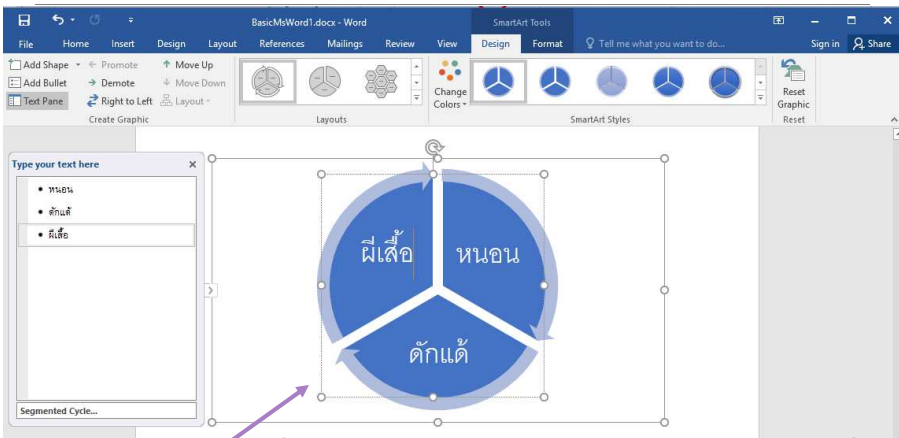 BasicMsWord1.docx - Word
SmartArt Tools
File Home Insert Design Layout References Mailings Review View Design Format Tell me what you want to do... Sign in Share
Add Shape Promote Move Up
Add Bullet Demote Move Down
Text Pane Right to Left Layout
Change
Colors
Reset
Graphic
Create Graphic Layouts SmartArt Styles Reset
Type your text here
หนอน
ดักแด้
ผีเสื้อ
ผีเสื้อ
หนอน
ดักแด้
Segmented Cycle...